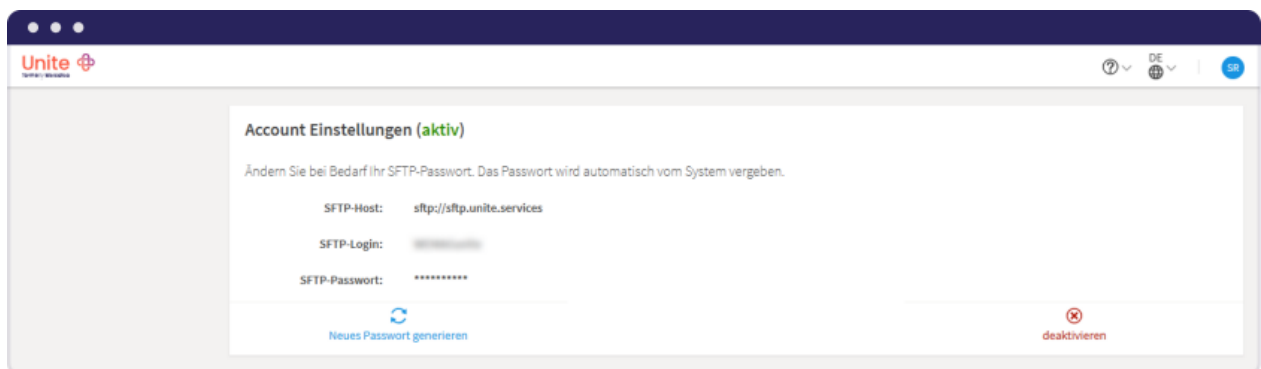 Unite
DE
SR
Account Einstellungen (aktiv)
Ändern Sie bei Bedarf Ihr SFTP-Passwort. Das Passwort wird automatisch vom System vergeben.
SFTP-Host: sftp://sftp.unite.services
SFTP-Login:
SFTP-Passwort: **********
Neues Passwort generieren
deaktivieren